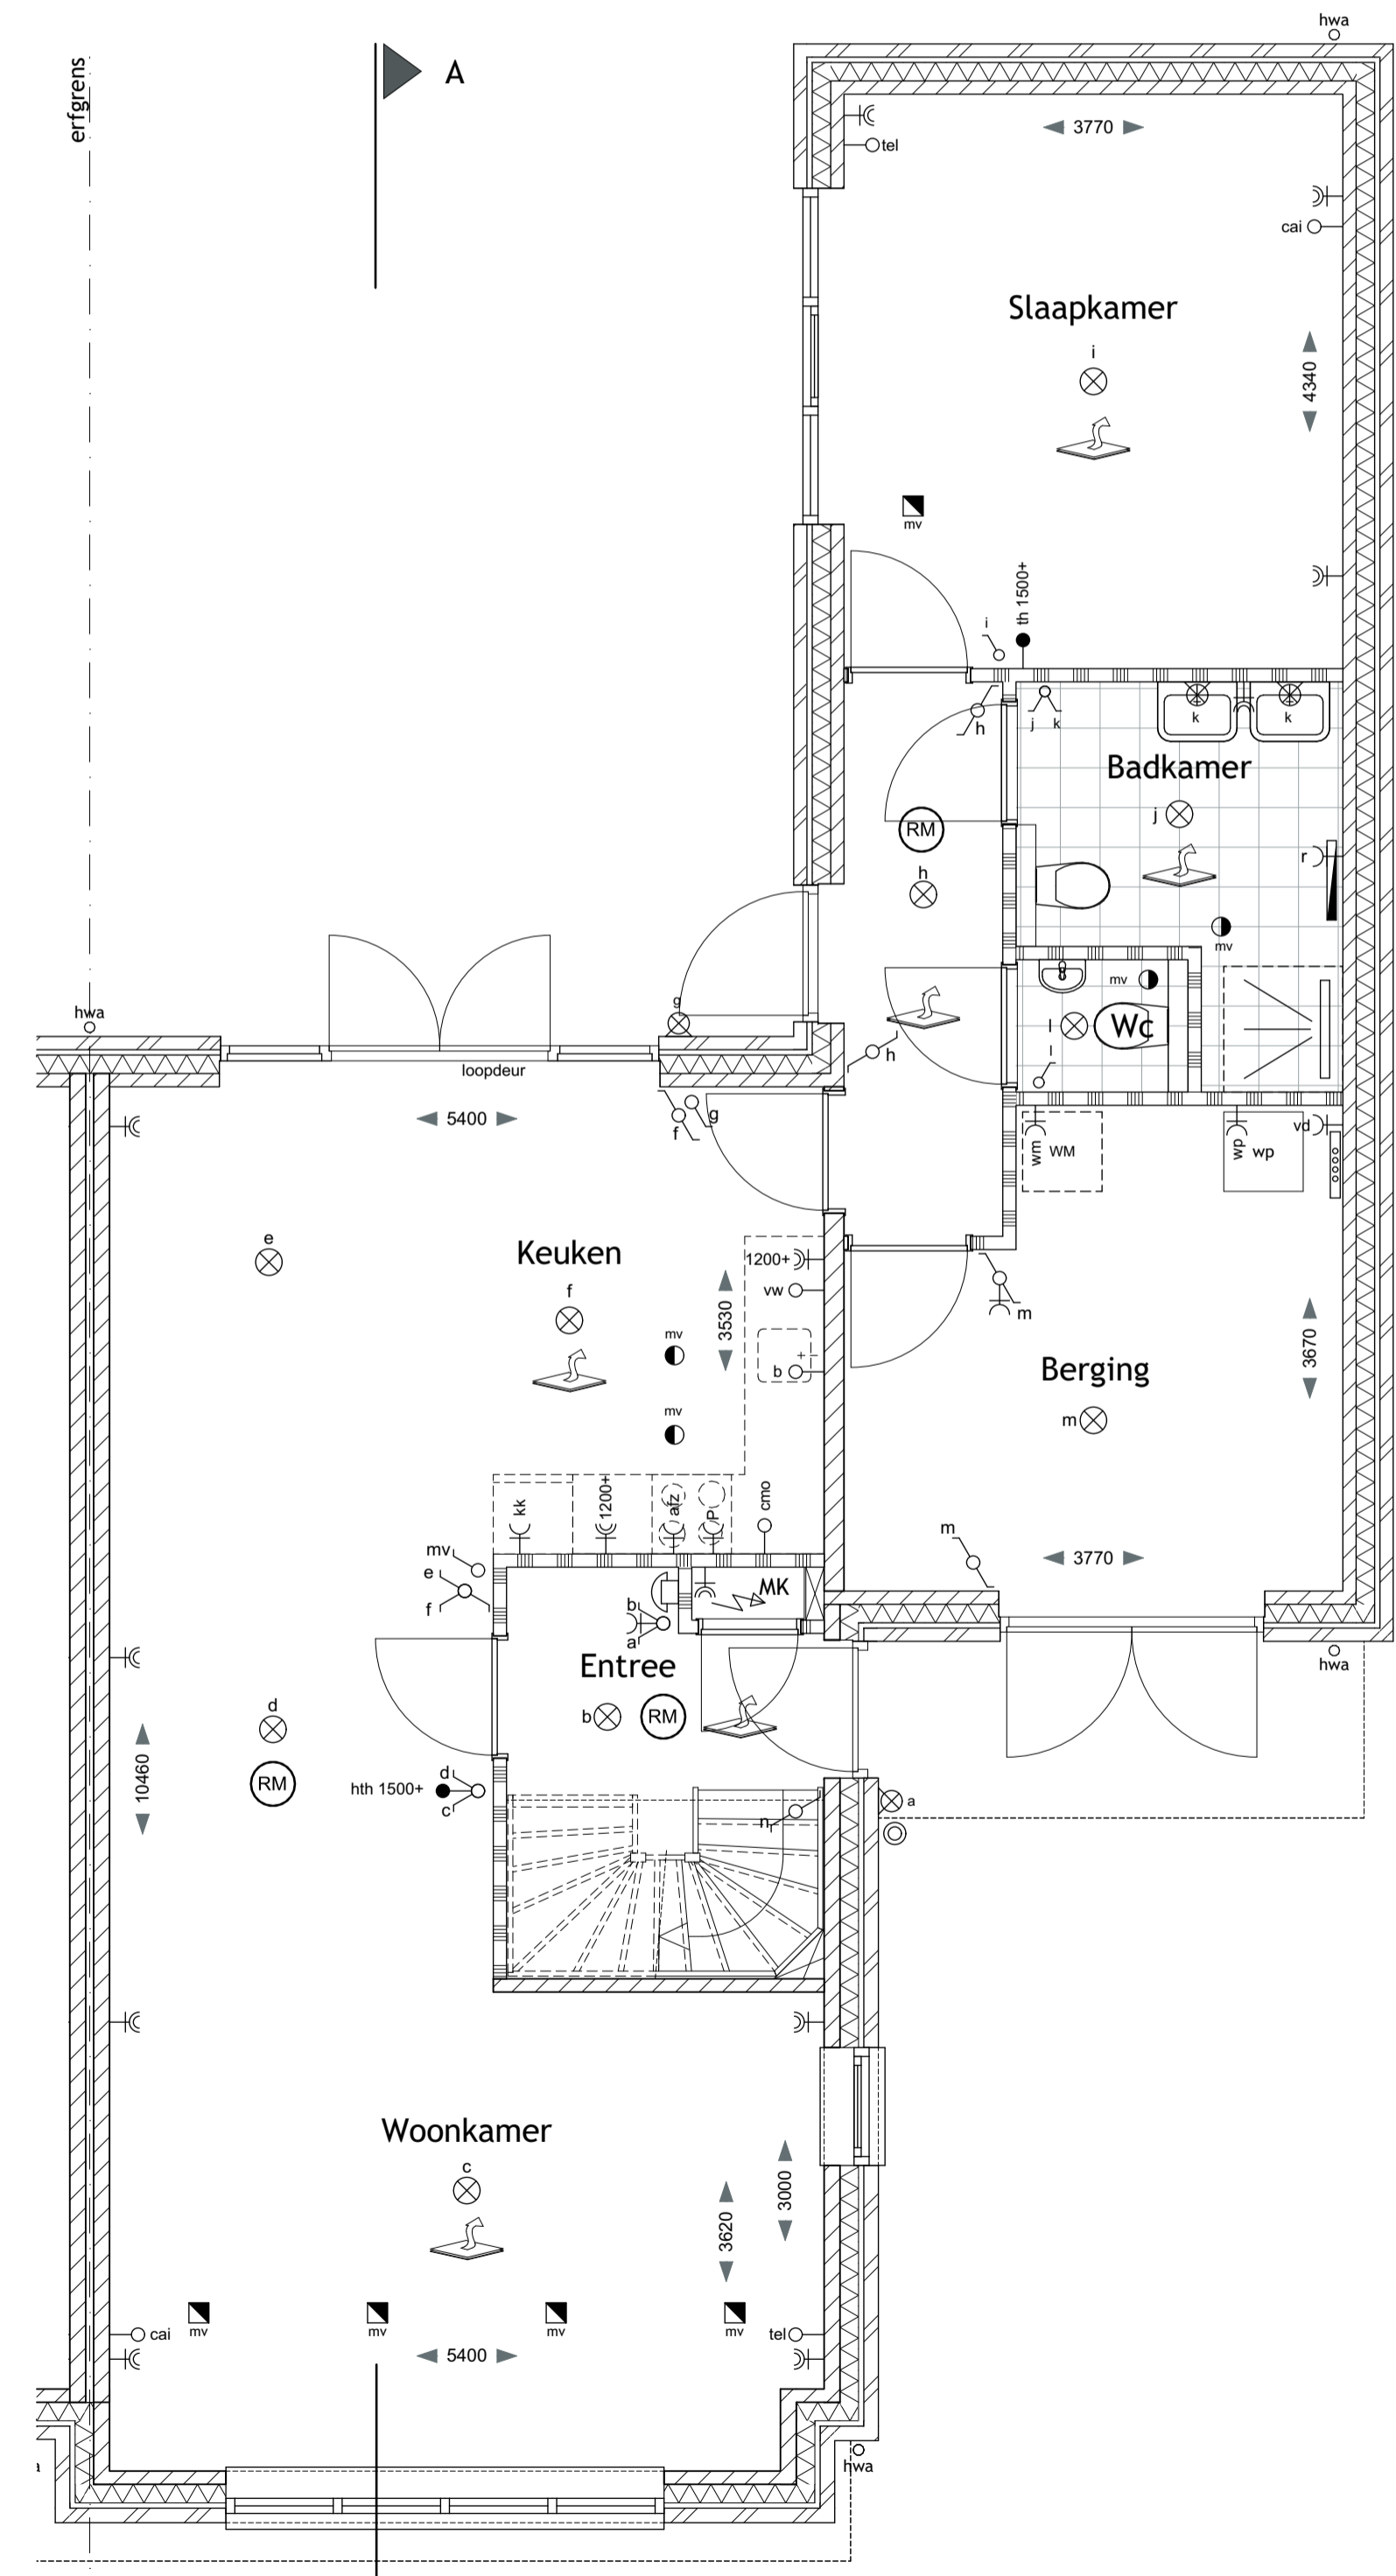 hwa
erfgrens
A
3770
tel
cai
Slaapkamer
i
4340
mv
th 1500+
i
h
j k
k
k
Badkamer
j
RM
r
h
mv
mv
g
hwa
l
Wc
l
h
loopdeur
5400
f
g
wm
WM
wp
wp
vd
e
Keuken
1200+
vw
f
3530
m
mv
b
3670
Berging
mv
m
kk
1200+
afz
P
cmo
m
3770
mv
e
f
MK
b
a
Entree
hwa
b
RM
d
RM
10460
hth 1500+
d
c
n
a
Woonkamer
c
3000
3620
mv
mv
mv
mv
cai
tel
5400
hwa
a